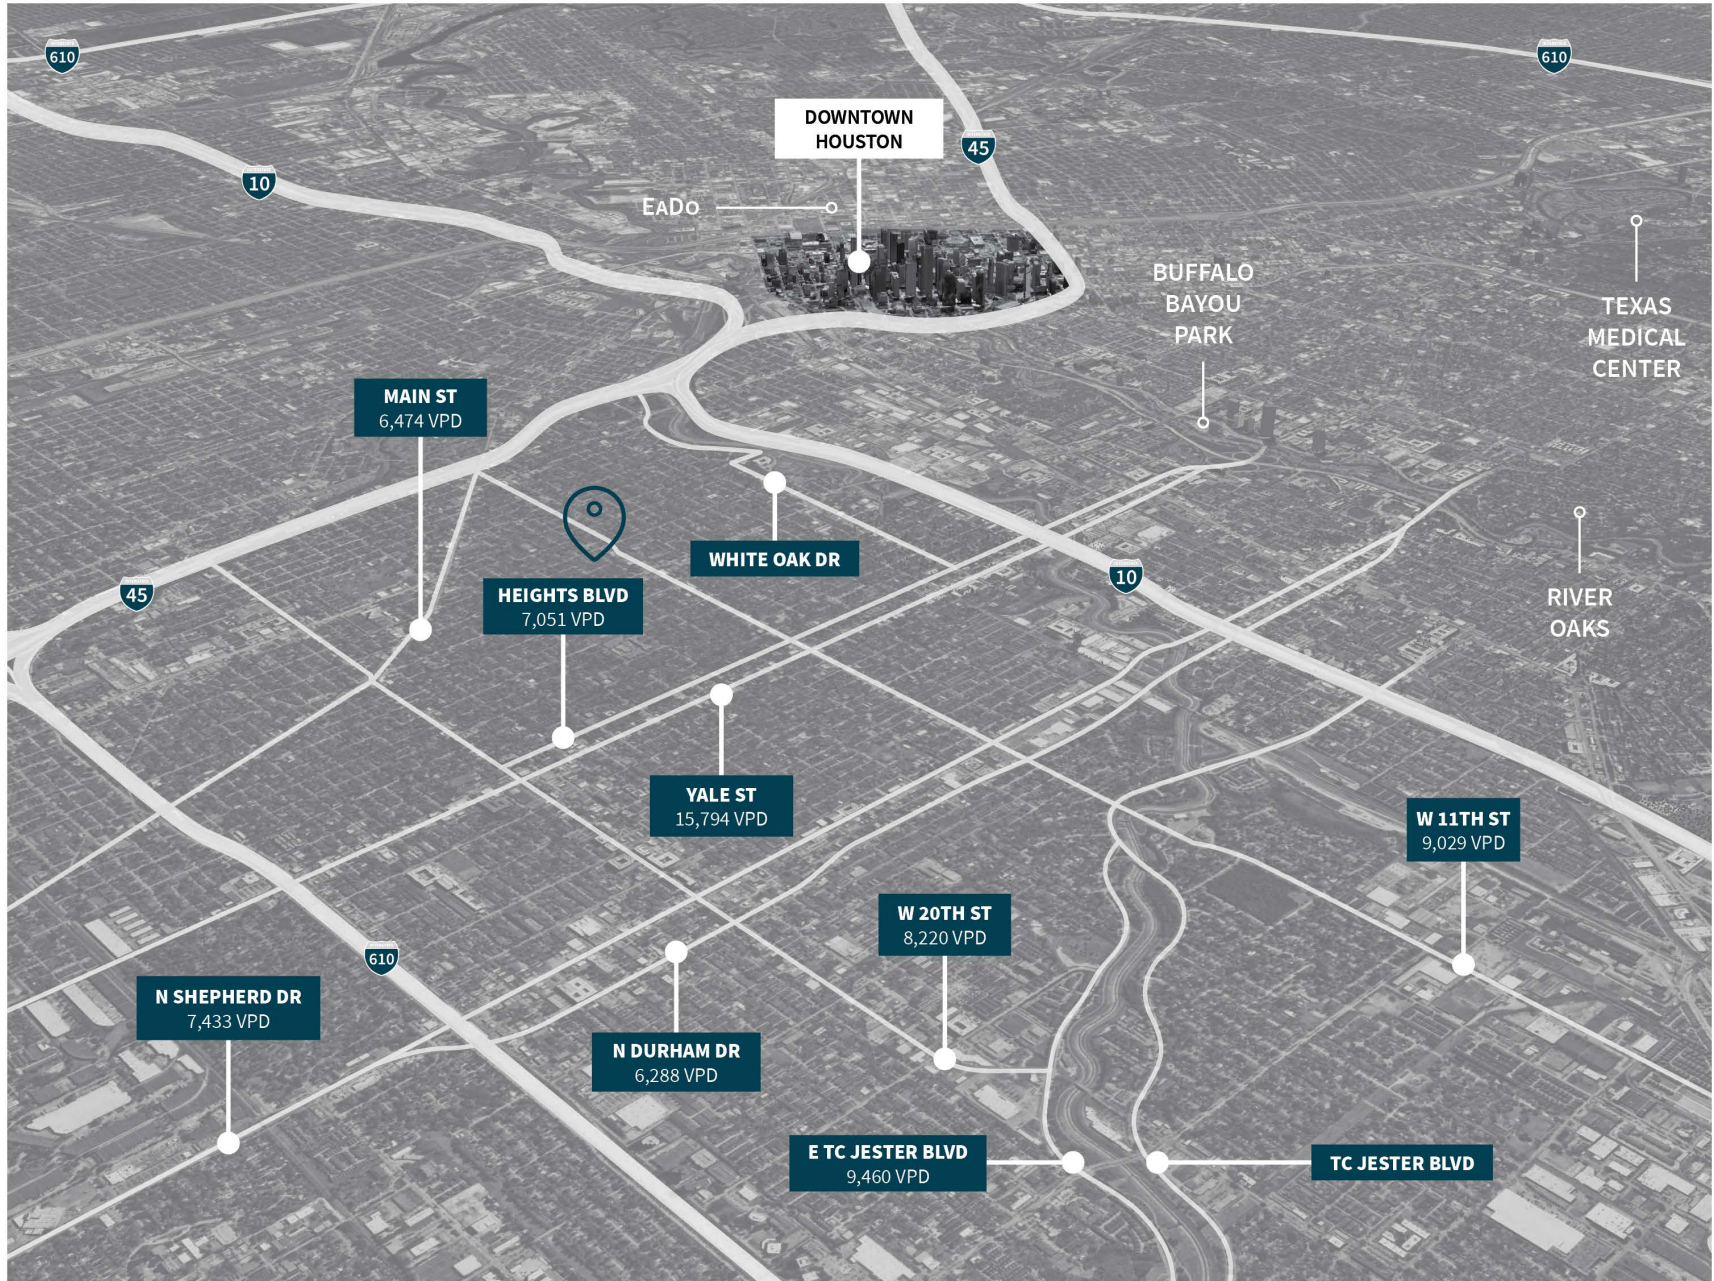 610
610
DOWNTOWN
HOUSTON
45
10
EADO
BUFFALO
BAYOU
PARK
TEXAS
MEDICAL
CENTER
MAIN ST
6,474 VPD
WHITE OAK DR
10
45
HEIGHTS BLVD
7,051 VPD
RIVER
OAKS
YALE ST
15,794 VPD
W 11TH ST
9,029 VPD
W 20TH ST
8,220 VPD
610
N SHEPHERD DR
7,433 VPD
N DURHAM DR
6,288 VPD
E TC JESTER BLVD
9,460 VPD
TC JESTER BLVD